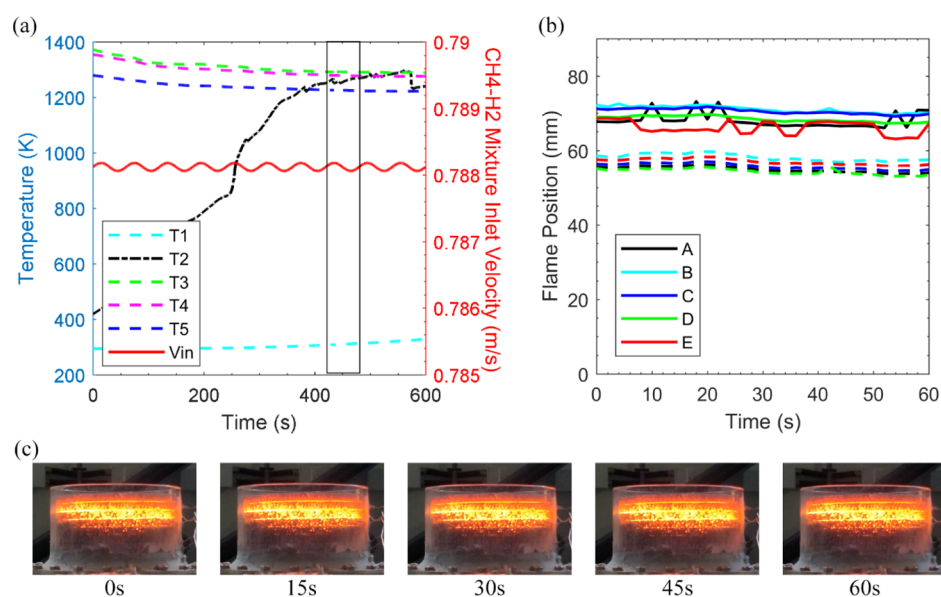 (a)
1400
1200
1000
800
600
400
200
Temperature (K)
0
200
400
600
Time (s)
T1
T2
T3
T4
T5
Vin
0.79
0.789
0.788
0.787
0.786
0.785
CH4-H2 Mixture Inlet Velocity (m/s)
(b)
80
60
40
20
0
Flame Position (mm)
0
10
20
30
40
50
60
Time (s)
A
B
C
D
E
(c)
0s
15s
30s
45s
60s